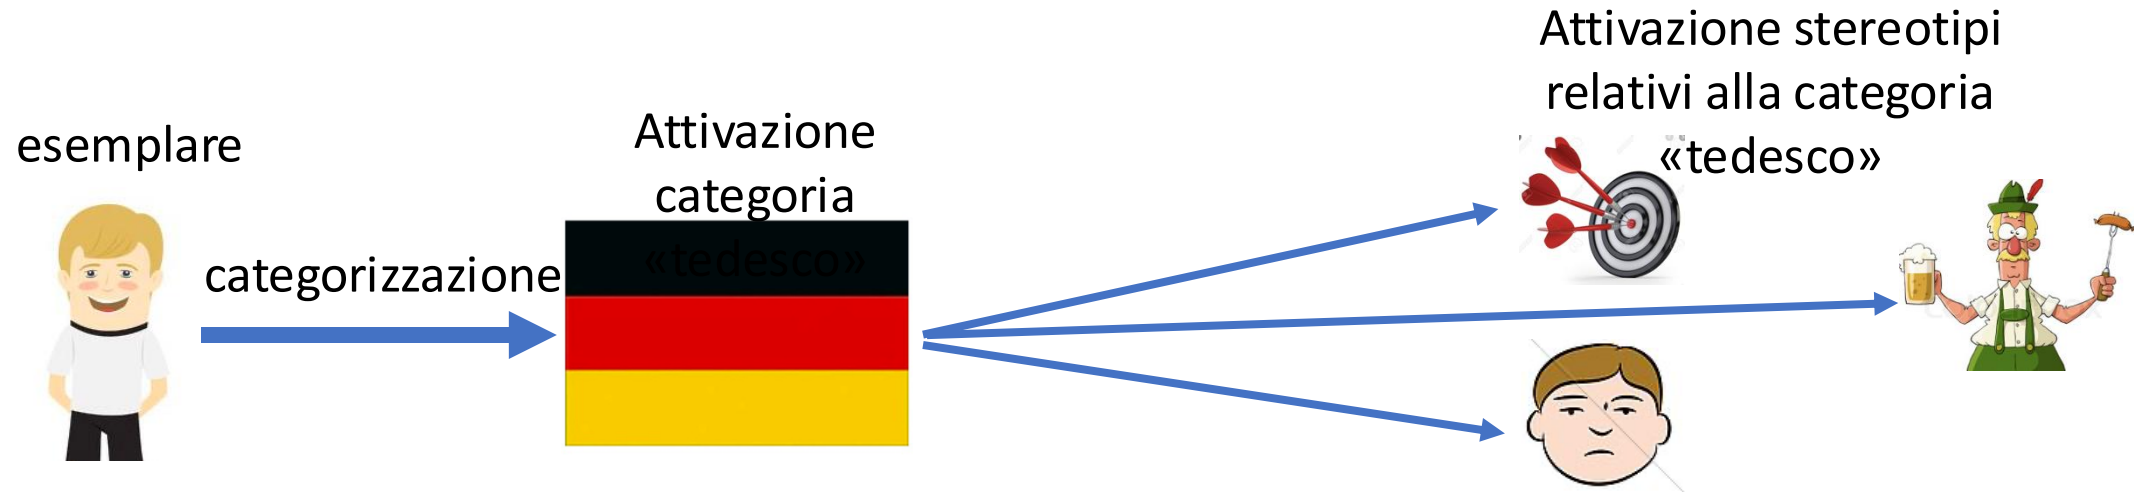 esemplare
categorizzazione
Attivazione
categoria
«tedesco»
Attivazione stereotipi
relativi alla categoria
«tedesco»